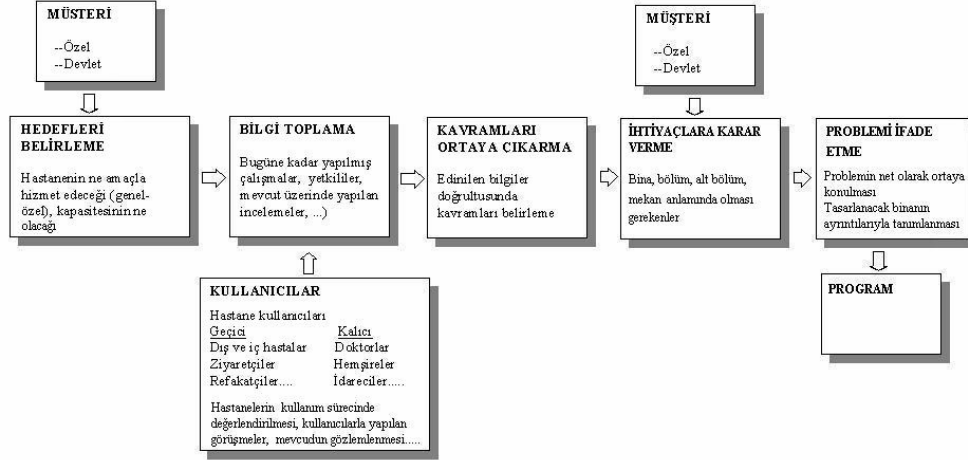 MÜSTERİ
--Özel
--Devlet
MÜŞTERİ
--Özel
--Devlet
HEDEFLERİ
BELİRLEME
Hastanenin ne amaçla
hizmet edeceği (genel-
özel), kapasitesinin ne
olacağı
BİLGİ TOPLAMA
Bugüne kadar yapılmış
çalışmalar, yetkililer,
mevcut üzerinde yapılan
incelemeler, ...)
KAVRAMLARI
ORTAYA ÇIKARMA
Edinilen bilgiler
doğrultusunda
kavramları belirleme
İHTİYAÇLARA KARAR
VERME
Bina, bölüm, alt bölüm,
mekan anlamında olması
gerekenler
PROBLEMİ İFADE
ETME
Problemin net olarak ortaya
konulması
Tasarlanacak binanın
ayrıntılarıyla tanımlanması
KULLANICILAR
Hastane kullanıcıları
Geçici Kalıcı
Dış ve iç hastalar Doktorlar
Ziyaretçiler Hemşireler
Refakatçiler.... İdareciler.....
Hastanelerin kullanım sürecinde
değerlendirilmesi, kullanıcılarla yapılan
görüşmeler, mevcudun gözlemlenmesi.....
PROGRAM